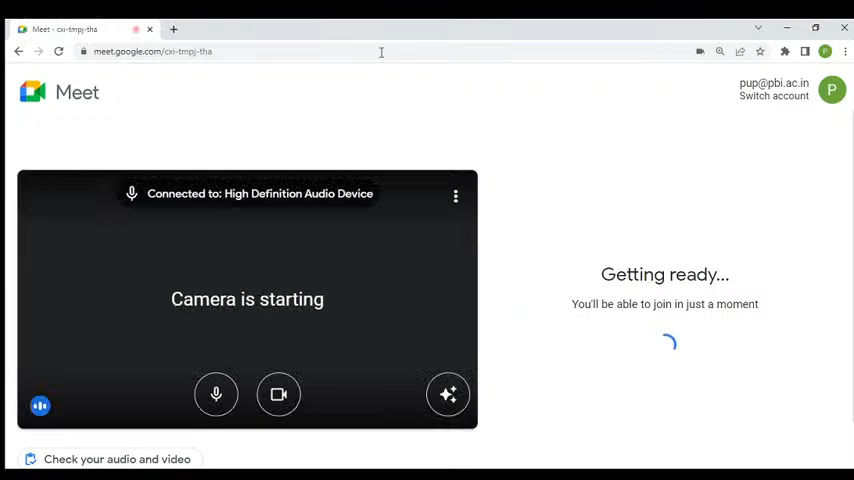 Meet - cxi-tmpj-tha
meet.google.com/cxi-tmpj-tha
P
Meet
pup@pbi.ac.in
Switch account
P
Connected to: High Definition Audio Device
Camera is starting
Getting ready...
You'll be able to join in just a moment
Check your audio and video